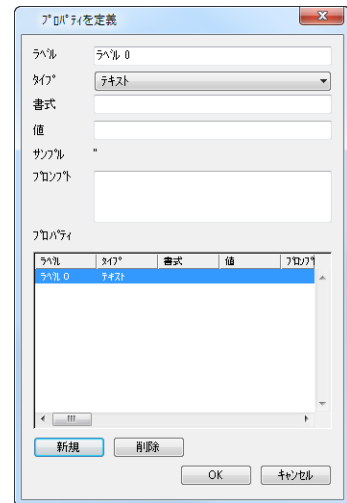 プロパティを定義
ラベル ラベル 0
タイプ テキスト
書式
値
サンプル "
プロンプト
プロパティ
ラベル タイプ 書式 値 プロンプ
ラベル 0 テキスト
新規 削除
OK キャンセル